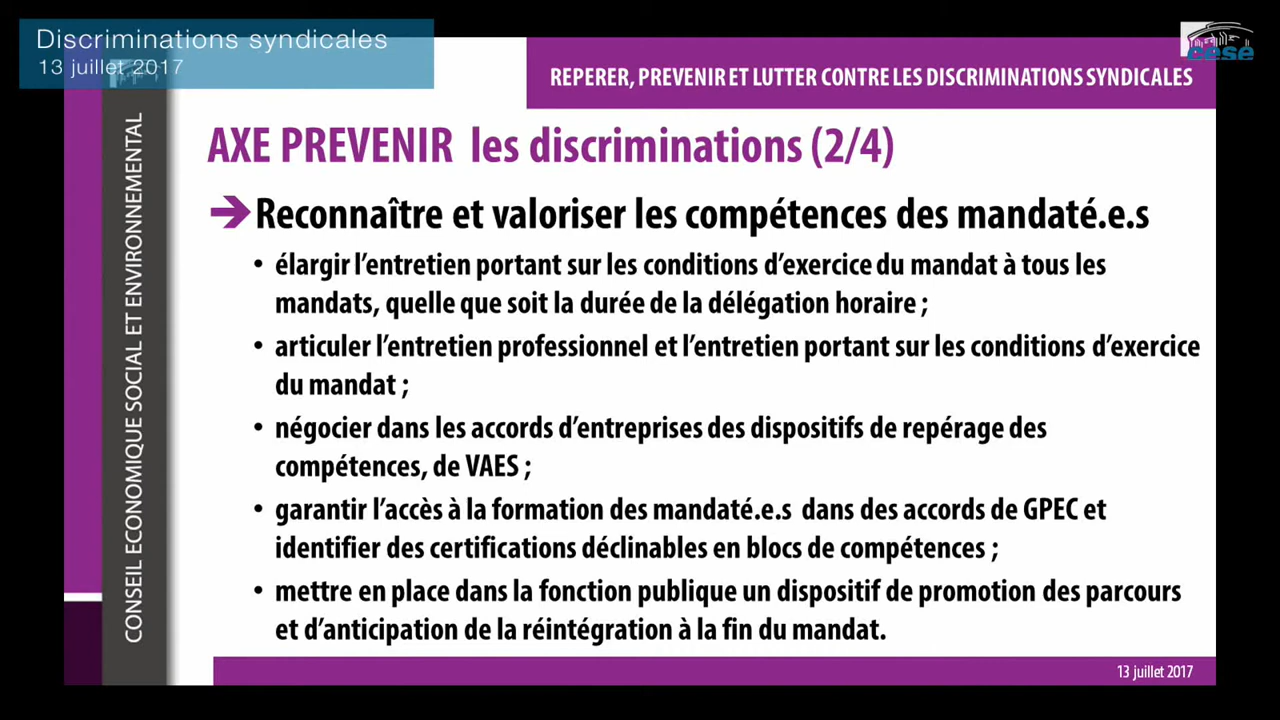 Discriminations syndicales
13 juillet 2017
cese
REPERER, PREVENIR ET LUTTER CONTRE LES DISCRIMINATIONS SYNDICALES
CONSEIL ECONOMIQUE SOCIAL ET ENVIRONNEMENTAL
AXE PREVENIR les discriminations (2/4)
Reconnaître et valoriser les compétences des mandaté.e.s
• élargir l'entretien portant sur les conditions d'exercice du mandat à tous les
mandats, quelle que soit la durée de la délégation horaire ;
• articuler l'entretien professionnel et l'entretien portant sur les conditions d'exercice
du mandat ;
• négocier dans les accords d'entreprises des dispositifs de repérage des
compétences, de VAES ;
• garantir l'accès à la formation des mandaté.e.s dans des accords de GPEC et
identifier des certifications déclinables en blocs de compétences ;
• mettre en place dans la fonction publique un dispositif de promotion des parcours
et d'anticipation de la réintégration à la fin du mandat.
13 juillet 2017